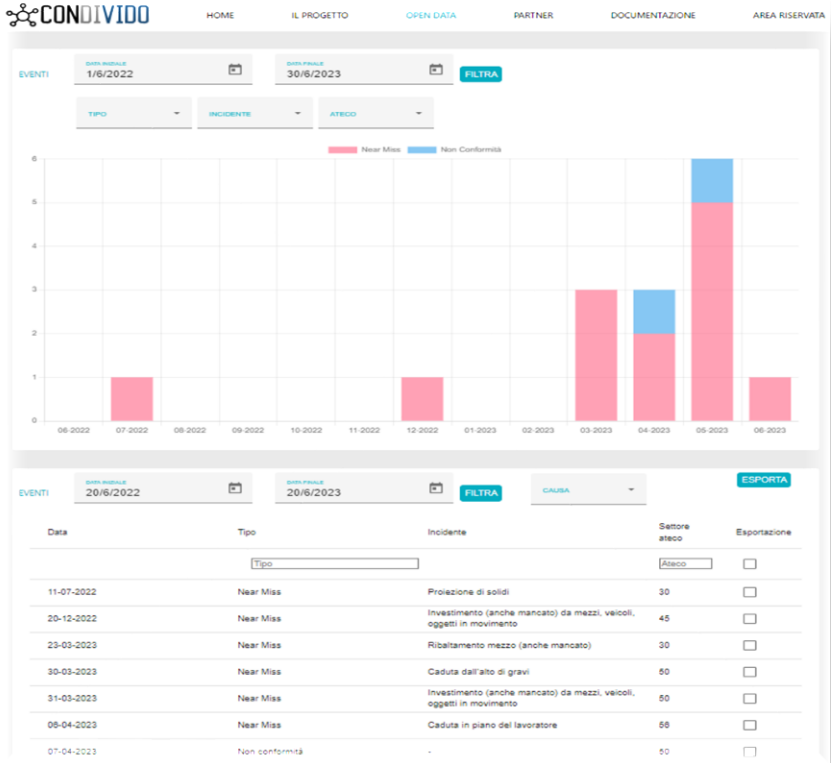 CONDIVIDO HOME IL PROGETTO OPEN DATA PARTNER DOCUMENTAZIONE AREA RISERVATA
EVENTI DATA INIZIALE 1/6/2022 DATA FINALE 30/6/2023 FILTRA
TIPO INCIDENTE ATECO
Near Miss Non Conformità
6
5
4
3
2
1
0
06-2022 07-2022 08-2022 09-2022 10-2022 11-2022 12-2022 01-2023 02-2023 03-2023 04-2023 05-2023 06-2023
EVENTI DATA INIZIALE 20/6/2022 DATA FINALE 20/6/2023 FILTRA CAUSA ESPORTA
Data Tipo Incidente Settore ateco Esportazione
Tipo Ateco
11-07-2022 Near Miss Proiezione di solidi 30
20-12-2022 Near Miss Investimento (anche mancato) da mezzi, veicoli, oggetti in movimento 45
23-03-2023 Near Miss Ribaltamento mezzo (anche mancato) 30
30-03-2023 Near Miss Caduta dall'alto di gravi 50
31-03-2023 Near Miss Investimento (anche mancato) da mezzi, veicoli, oggetti in movimento 50
06-04-2023 Near Miss Caduta in piano del lavoratore 56
07-04-2023 Non conformità - 50